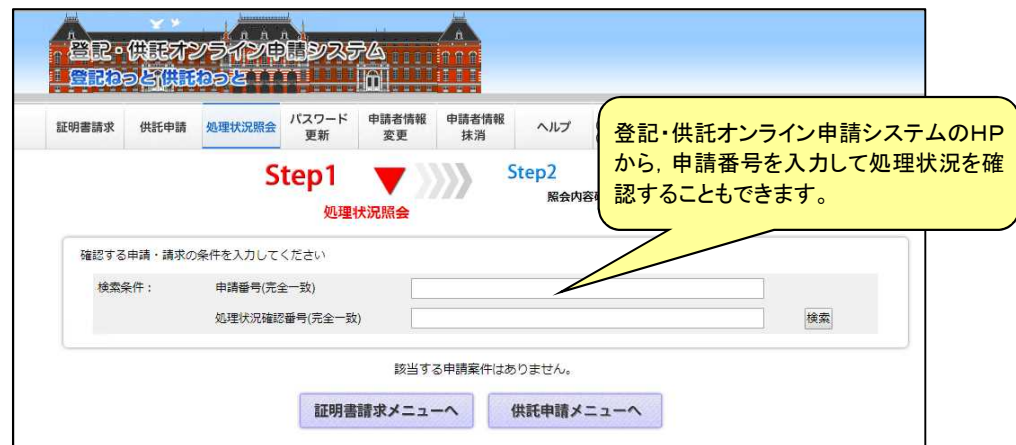 登記・供託オンライン申請システム
登記ねっと供託ねっと
証明書請求
供託申請
処理状況照会
パスワード
更新
申請者情報
変更
申請者情報
抹消
ヘルプ
登記・供託オンライン申請システムのHP
から，申請番号を入力して処理状況を確
認することもできます。
Step1
処理状況照会
Step2
照会内容
確認する申請・請求の条件を入力してください
検索条件：
申請番号(完全一致)
処理状況確認番号(完全一致)
検索
該当する申請案件はありません。
証明書請求メニューへ
供託申請メニューへ